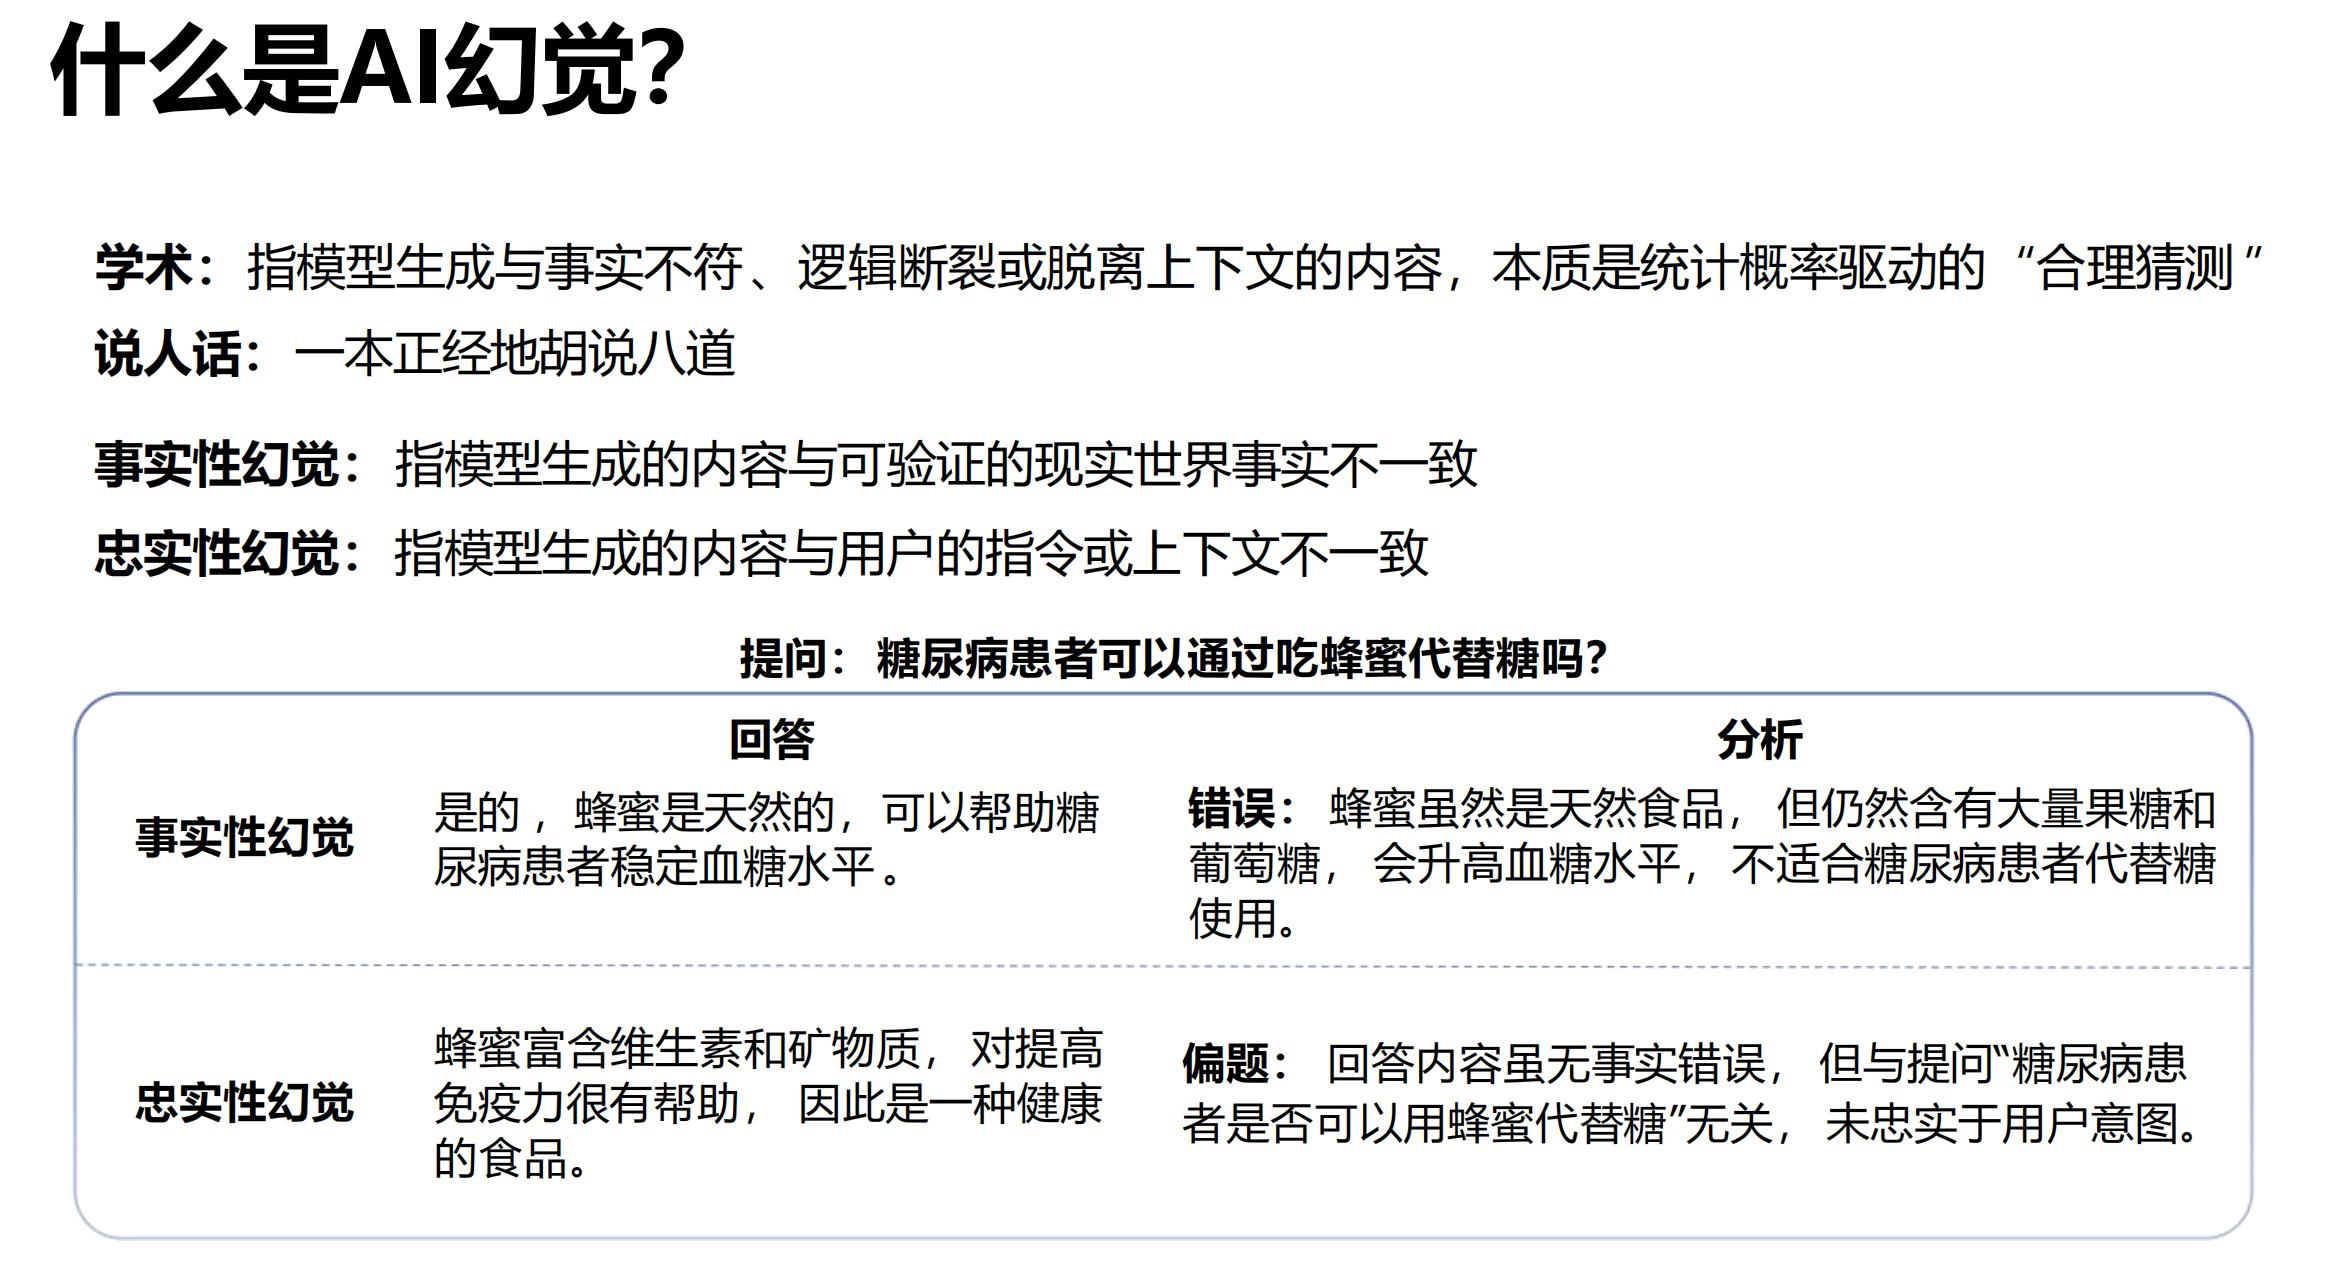 什么是AI幻觉?
学术：指模型生成与事实不符、逻辑断裂或脱离上下文的内容，本质是统计概率驱动的“合理猜测”
说人话：一本正经地胡说八道
事实性幻觉：指模型生成的内容与可验证的现实世界事实不一致
忠实性幻觉：指模型生成的内容与用户的指令或上下文不一致
提问：糖尿病患者可以通过吃蜂蜜代替糖吗?
回答
分析
事实性幻觉
是的，蜂蜜是天然的，可以帮助糖
尿病患者稳定血糖水平。
错误：蜂蜜虽然是天然食品，但仍然含有大量果糖和
葡萄糖，会升高血糖水平，不适合糖尿病患者代替糖
使用。
忠实性幻觉
蜂蜜富含维生素和矿物质，对提高
免疫力很有帮助，因此是一种健康
的食品。
偏题：回答内容虽无事实错误，但与提问“糖尿病患
者是否可以用蜂蜜代替糖”无关，未忠实于用户意图。